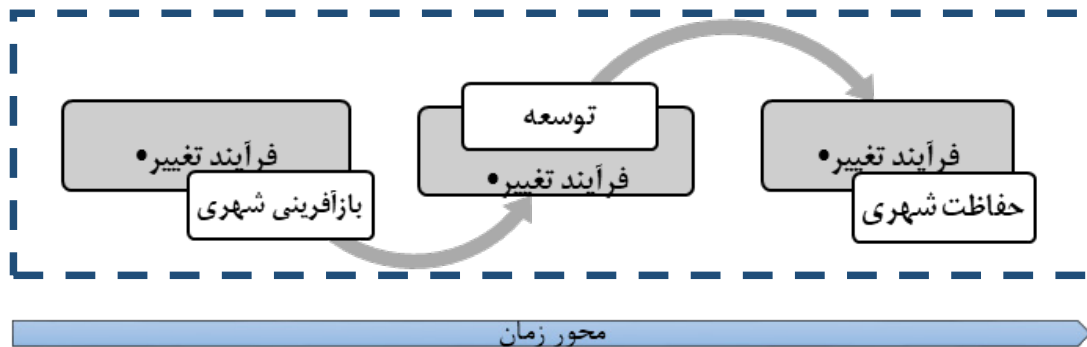 فرآیند تغییر•
بازآفرینی شهری
توسعه
فرآیند تغییر•
فرآیند تغییر•
حفاظت شهری
محور زمان